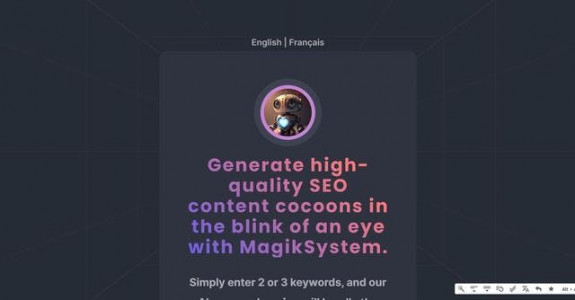 English | Français
Generate high-
quality SEO
content cocoons in
the blink of an eye
with MagikSystem.
Simply enter 2 or 3 keywords, and our